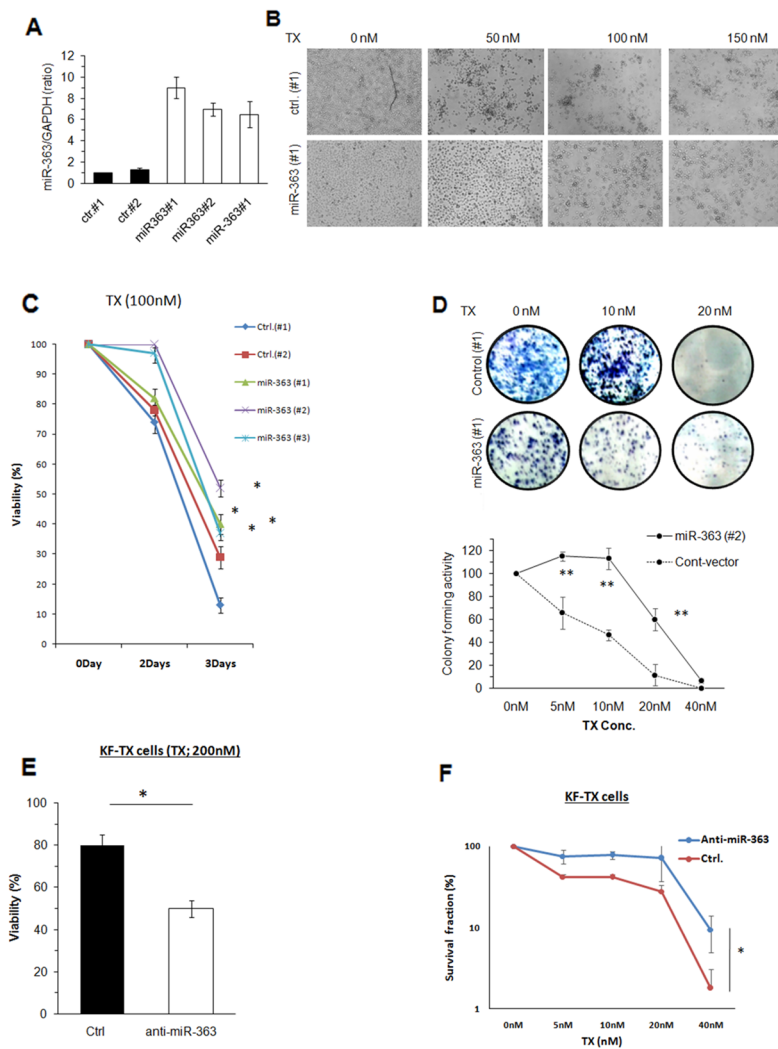 A
miR-363/GAPDH (ratio)
12
10
8
6
4
2
0
ctr.#1
ctr.#2
miR363#1
miR363#2
miR-363#1
B
TX 0 nM 50 nM 100 nM 150 nM
ctrl. (#1)
miR-363 (#1)
C
TX (100nM)
Viability (%)
100
90
80
70
60
50
40
30
20
10
0
0Day 2Days 3Days
Ctrl.(#1)
Ctrl.(#2)
miR-363 (#1)
miR-363 (#2)
miR-363 (#3)
*
*
*
*
D
TX 0 nM 10 nM 20 nM
Control (#1)
miR-363 (#1)
Colony forming activity
120
100
80
60
40
20
0
miR-363 (#2)
Cont-vector
**
**
**
0nM 5nM 10nM 20nM 40nM
TX Conc.
E
KF-TX cells (TX; 200nM)
*
Viability (%)
100
80
60
40
20
0
Ctrl anti-miR-363
F
KF-TX cells
Anti-miR-363
Ctrl.
Survival fraction (%)
100
10
1
*
0nM 5nM 10nM 20nM 40nM
TX (nM)